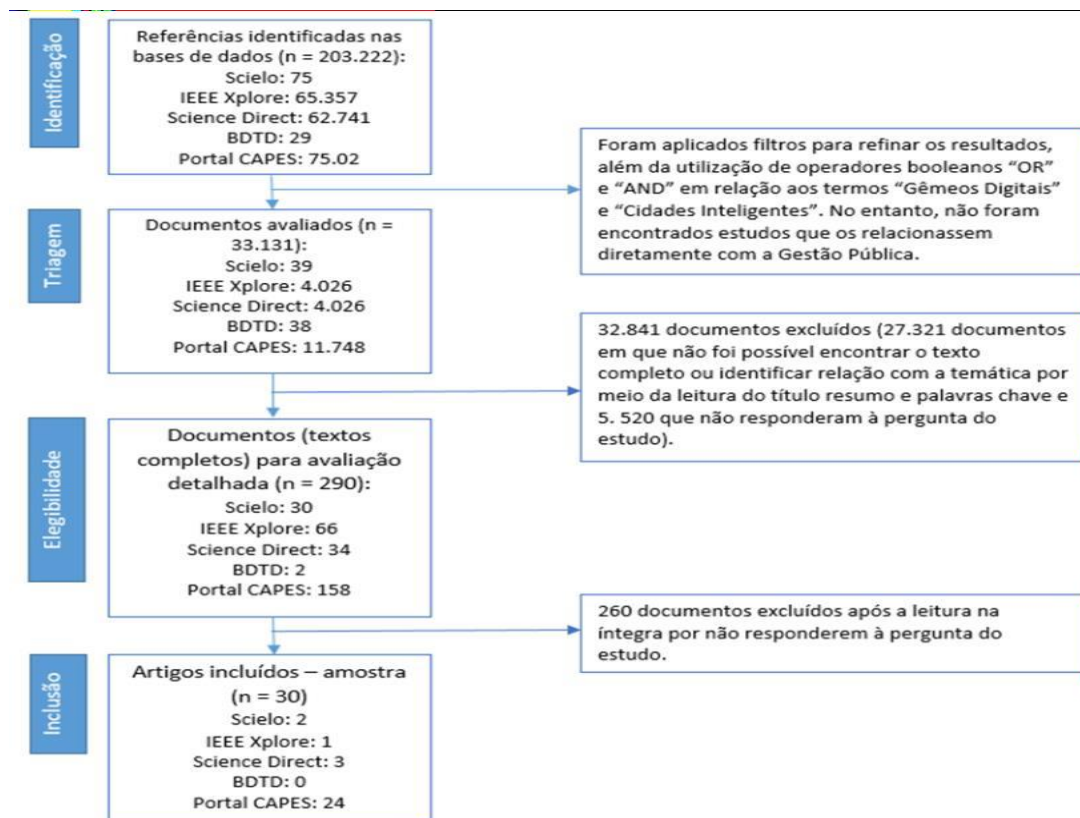 Identificação
Referências identificadas nas
bases de dados (n = 203.222):
Scielo: 75
IEEE Xplore: 65.357
Science Direct: 62.741
BDTD: 29
Portal CAPES: 75.02
Foram aplicados filtros para refinar os resultados,
além da utilização de operadores booleanos “OR”
e “AND” em relação aos termos “Gêmeos Digitais”
e “Cidades Inteligentes”. No entanto, não foram
encontrados estudos que os relacionassem
diretamente com a Gestão Pública.
Triagem
Documentos avaliados (n =
33.131):
Scielo: 39
IEEE Xplore: 4.026
Science Direct: 4.026
BDTD: 38
Portal CAPES: 11.748
32.841 documentos excluídos (27.321 documentos
em que não foi possível encontrar o texto
completo ou identificar relação com a temática por
meio da leitura do título resumo e palavras chave e
5. 520 que não responderam à pergunta do
estudo).
Elegibilidade
Documentos (textos
completos) para avaliação
detalhada (n = 290):
Scielo: 30
IEEE Xplore: 66
Science Direct: 34
BDTD: 2
Portal CAPES: 158
260 documentos excluídos após a leitura na
íntegra por não responderem à pergunta do
estudo.
Inclusão
Artigos incluídos – amostra
(n = 30)
Scielo: 2
IEEE Xplore: 1
Science Direct: 3
BDTD: 0
Portal CAPES: 24